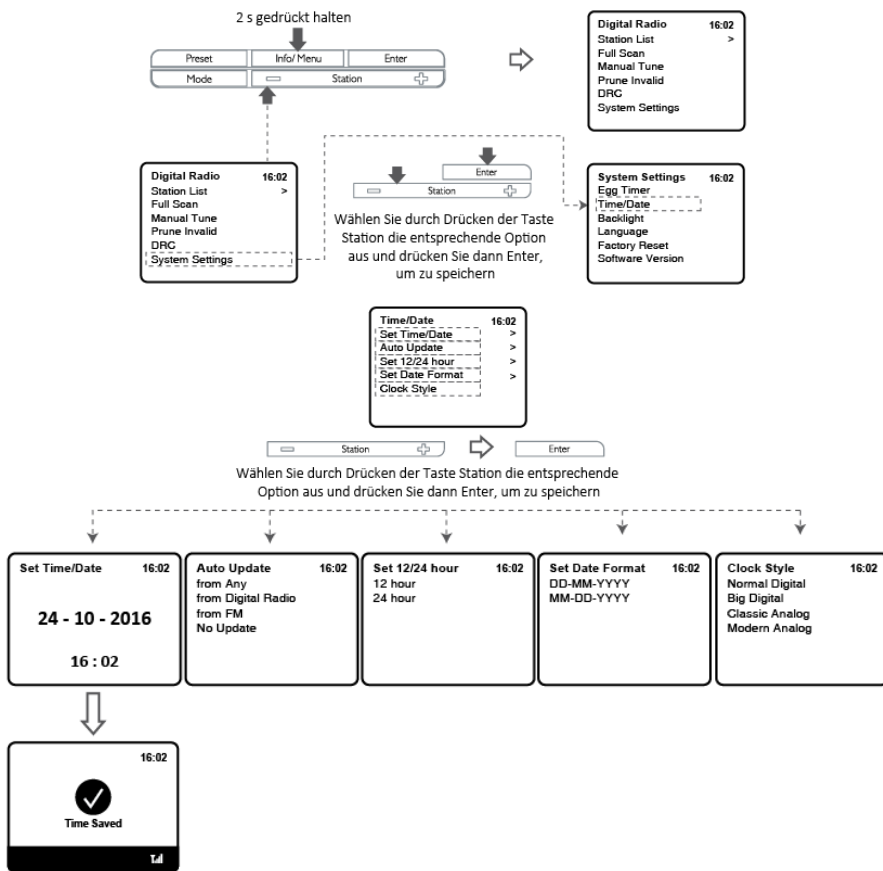 2 s gedrückt halten
Preset Info/ Menu Enter
Mode Station
Digital Radio 16:02
Station List >
Full Scan
Manual Tune
Prune Invalid
DRC
System Settings
Digital Radio 16:02
Station List >
Full Scan
Manual Tune
Prune Invalid
DRC
System Settings
Enter
Station
Wählen Sie durch Drücken der Taste
Station die entsprechende Option
aus und drücken Sie dann Enter,
um zu speichern
System Settings 16:02
Egg Timer
Time/Date
Backlight
Language
Factory Reset
Software Version
Time/Date 16:02
Set Time/Date >
Auto Update >
Set 12/24 hour >
Set Date Format >
Clock Style
Station Enter
Wählen Sie durch Drücken der Taste Station die entsprechende
Option aus und drücken Sie dann Enter, um zu speichern
Set Time/Date 16:02
24 - 10 - 2016
16 : 02
Auto Update 16:02
from Any
from Digital Radio
from FM
No Update
Set 12/24 hour 16:02
12 hour
24 hour
Set Date Format 16:02
DD-MM-YYYY
MM-DD-YYYY
Clock Style 16:02
Normal Digital
Big Digital
Classic Analog
Modern Analog
16:02
Time Saved